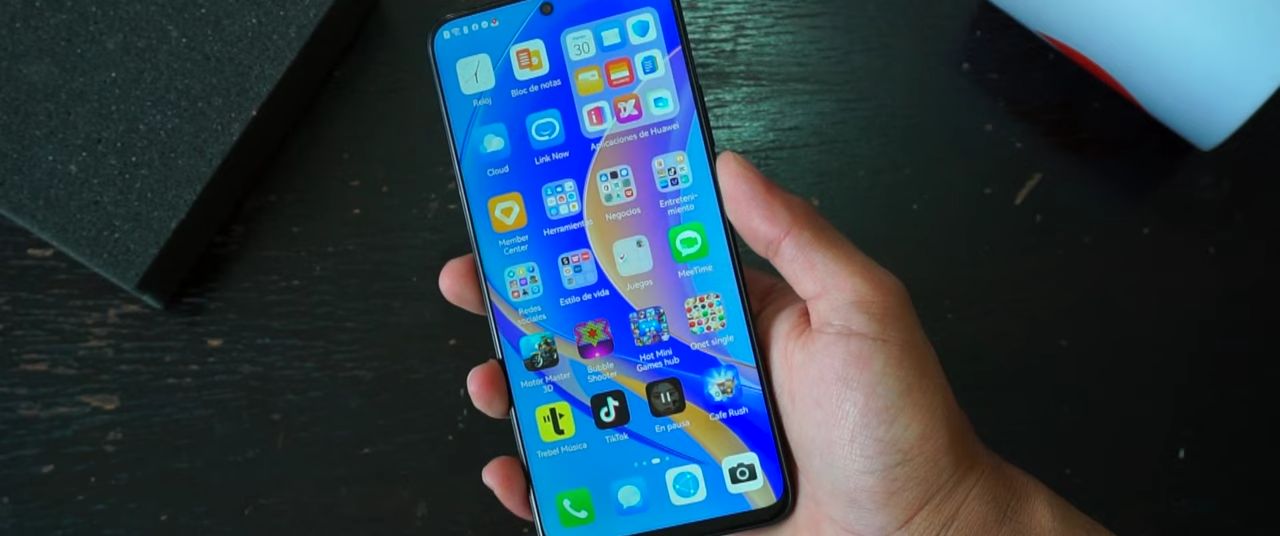 Reloj
Bloc de notas
30
Aplicaciones de Huawei
Cloud
Link Now
Member
Center
Herramientas
Negocios
Entreteni-
miento
Redes
sociales
Estilo de vida
Juegos
MeeTime
Motor Master
3D
Bubble
Shooter
Hot Mini
Games hub
Onet single
Trebel Música
TikTok
En pausa
Cafe Rush